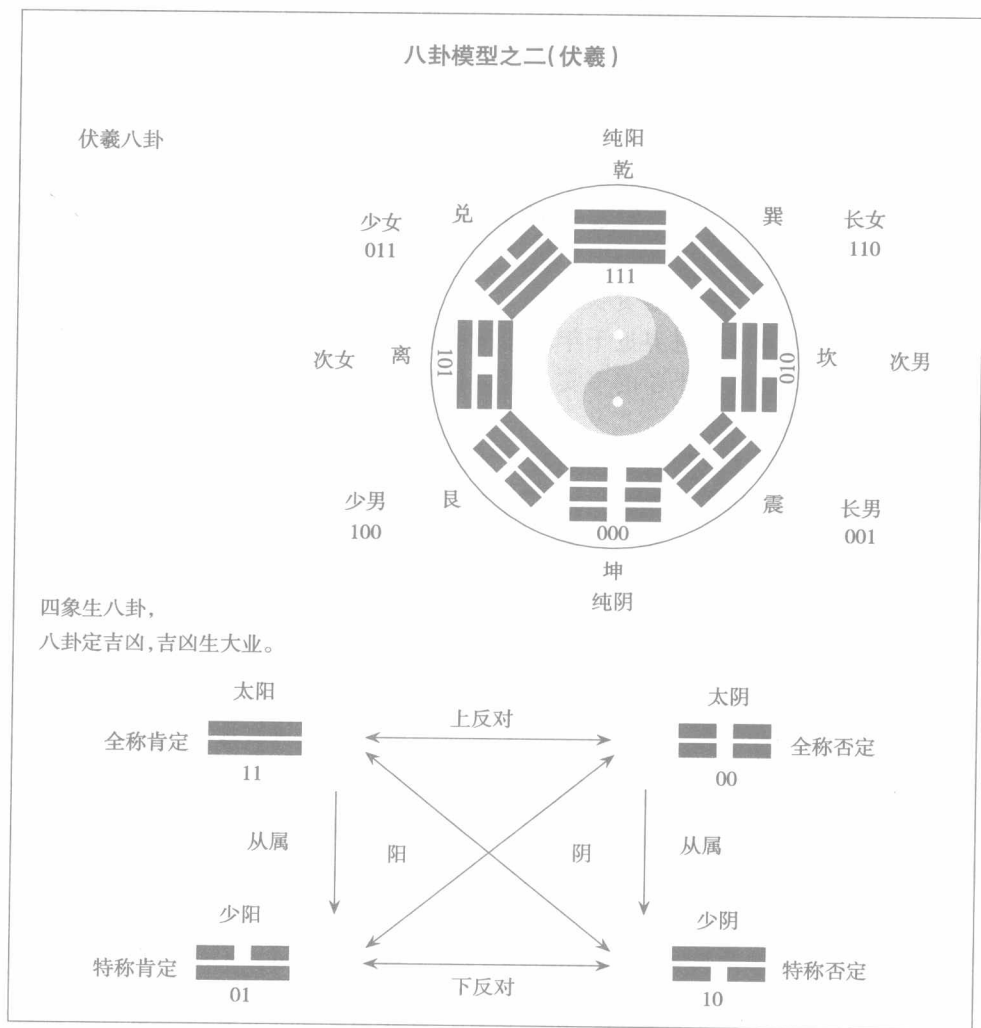 八卦模型之二(伏羲)
伏羲八卦
纯阳
乾
兑
巽
少女
011
长女
110
111
次女
离
101
010
坎
次男
少男
100
艮
震
长男
001
000
坤
纯阴
四象生八卦,
八卦定吉凶,吉凶生大业。
太阳
太阴
上反对
全称肯定
全称否定
11
00
从属
阳
阴
从属
少阳
少阴
特称肯定
特称否定
下反对
01
10